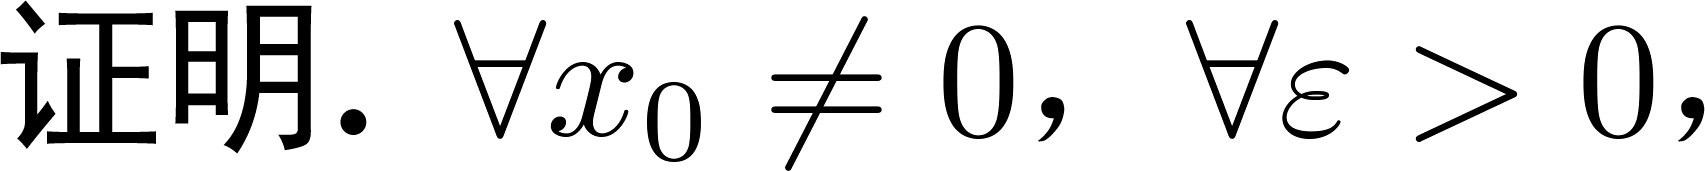 证明. ∀x₀ ≠ 0, ∀ε > 0,